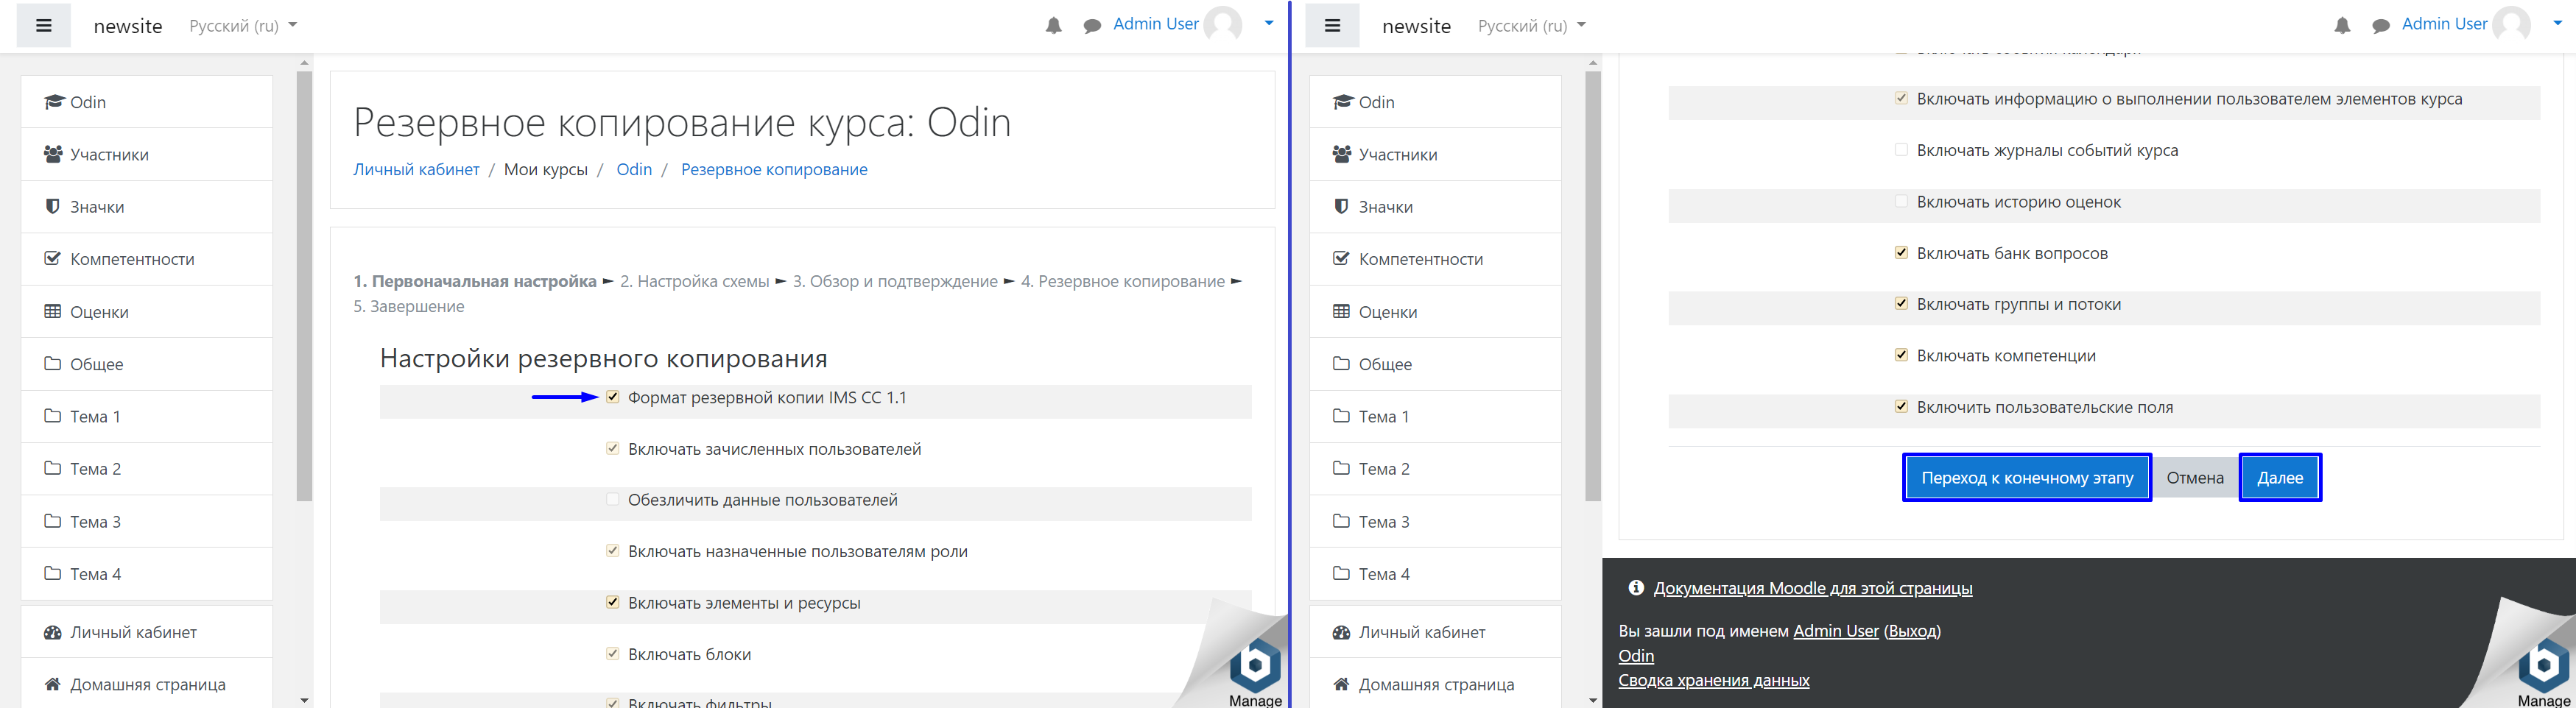 newsite Русский (ru) Admin User
Odin
Участники
Значки
Компетентности
Оценки
Общее
Тема 1
Тема 2
Тема 3
Тема 4
Личный кабинет
Домашняя страница
Резервное копирование курса: Odin
Личный кабинет / Мои курсы / Odin / Резервное копирование
1. Первоначальная настройка ► 2. Настройка схемы ► 3. Обзор и подтверждение ► 4. Резервное копирование ►
5. Завершение
Настройки резервного копирования
Формат резервной копии IMS CC 1.1
Включать зачисленных пользователей
Обезличить данные пользователей
Включать назначенные пользователям роли
Включать элементы и ресурсы
Включать блоки
Включать фильтры
Manage
newsite Русский (ru) Admin User
Odin
Участники
Значки
Компетентности
Оценки
Общее
Тема 1
Тема 2
Тема 3
Тема 4
Личный кабинет
Домашняя страница
Включать события календаря
Включать информацию о выполнении пользователем элементов курса
Включать журналы событий курса
Включать историю оценок
Включать банк вопросов
Включать группы и потоки
Включать компетенции
Включить пользовательские поля
Переход к конечному этапу Отмена Далее
Документация Moodle для этой страницы
Вы зашли под именем Admin User (Выход)
Odin
Сводка хранения данных
Manage